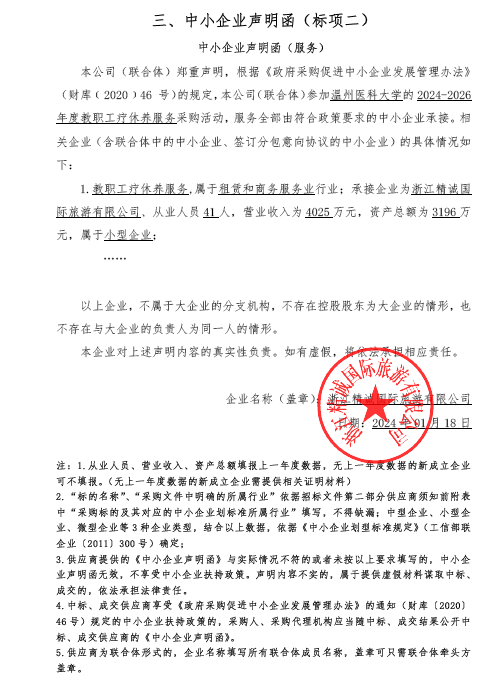 三、中小企业声明函（标项二）
中小企业声明函（服务）
本公司（联合体）郑重声明，根据《政府采购促进中小企业发展管理办法》
（财库﹝2020﹞46 号)的规定，本公司(联合体)参加温州医科大学的 2024-2026
年度教职工疗休养服务采购活动，服务全部由符合政策要求的中小企业承接。相
关企业（含联合体中的中小企业、签订分包意向协议的中小企业）的具体情况如
下：
1.教职工疗休养服务,属于租赁和商务服务业行业；承接企业为浙江精诚国
际旅游有限公司、从业人员 41 人，营业收入为 4025 万元，资产总额为 3196 万
元，属于小型企业；
……
以上企业，不属于大企业的分支机构，不存在控股股东为大企业的情形，也
不存在与大企业的负责人为同一人的情形。
本企业对上述声明内容的真实性负责。如有虚假，将依法承担相应责任。
企业名称（盖章）：浙江精诚国际旅游有限公司
日期：2024 年 01 月 18 日
浙江精诚国际旅游有限公司
注：1.从业人员、营业收入、资产总额填报上一年度数据，无上一年度数据的新成立企业
可不填报。(无上一年度数据的新成立企业需提供相关证明材料）
2.“标的名称”、“采购文件中明确的所属行业”依据招标文件第二部分供应商须知前附表
中“采购标的及其对应的中小企业划标准所属行业”填写，不得缺漏；中型企业、小型企
业、微型企业等 3 种企业类型，结合以上数据，依据《中小企业划型标准规定》（工信部联
企业〔2011〕300 号）确定；
3.供应商提供的《中小企业声明函》与实际情况不符的或者未按以上要求填写的，中小企
业声明函无效，不享受中小企业扶持政策。声明内容不实的，属于提供虚假材料谋取中标、
成交的，依法承担法律责任。
4.中标、成交供应商享受《政府采购促进中小企业发展管理办法》的通知（财库〔2020〕
46 号）规定的中小企业扶持政策的，采购人、采购代理机构应当随中标、成交结果公开中
标、成交供应商的《中小企业声明函》。
5.供应商为联合体形式的，企业名称填写所有联合体成员名称，盖章可只需联合体牵头方
盖章。